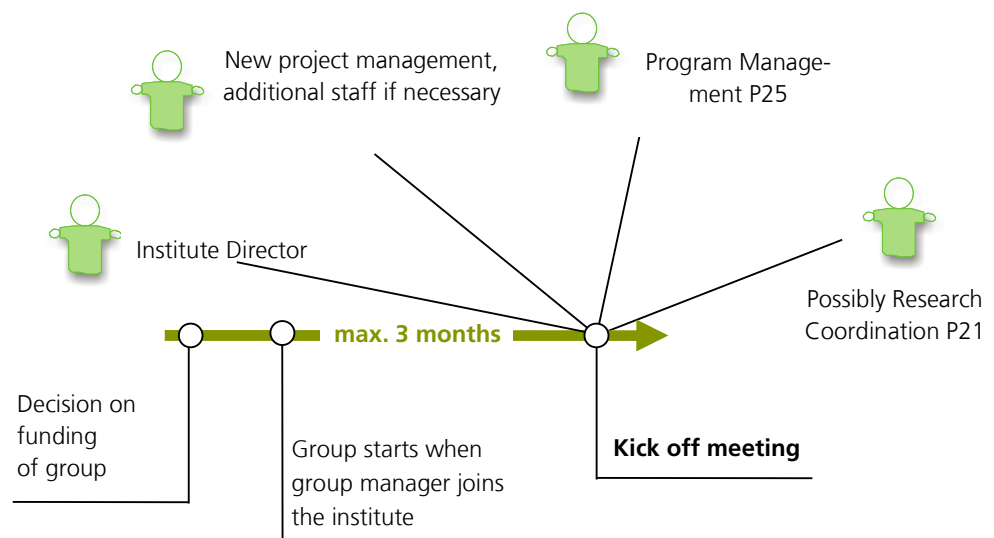 New project management,
additional staff if necessary
Program Manage-
ment P25
Institute Director
Possibly Research
Coordination P21
max. 3 months
Decision on
funding
of group
Group starts when
group manager joins
the institute
Kick off meeting